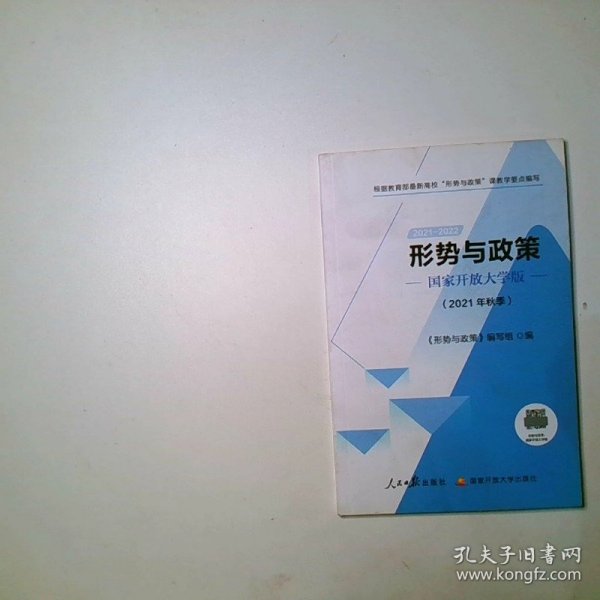 根据教育部最新高校“形势与政策”课教学要点编写
2021-2022
形势与政策
— 国家开放大学版 —
（2021年秋季）
《形势与政策》编写组 ◎ 编
人民日报出版社 国家开放大学出版社
孔夫子旧书网
www.kongfz.com